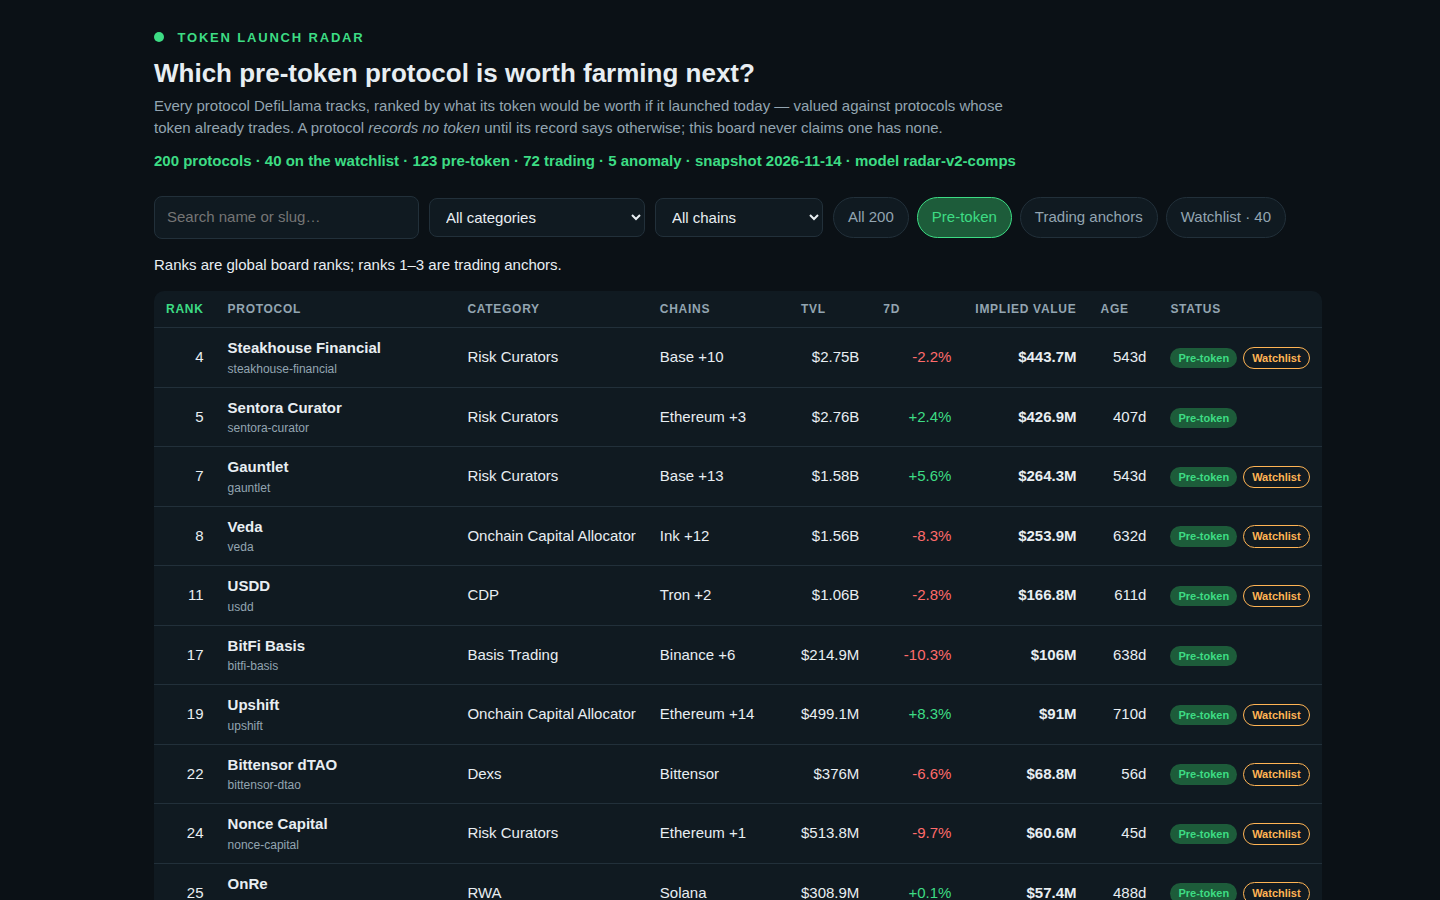 TOKEN LAUNCH RADAR
Which pre-token protocol is worth farming next?
Every protocol DefiLlama tracks, ranked by what its token would be worth if it launched today — valued against protocols whose
token already trades. A protocol records no token until its record says otherwise; this board never claims one has none.
200 protocols · 40 on the watchlist · 123 pre-token · 72 trading · 5 anomaly · snapshot 2026-11-14 · model radar-v2-comps
Search name or slug… All categories All chains All 200 Pre-token Trading anchors Watchlist · 40
Ranks are global board ranks; ranks 1–3 are trading anchors.
RANK PROTOCOL CATEGORY CHAINS TVL 7D IMPLIED VALUE AGE STATUS
4 Steakhouse Financial Risk Curators Base +10 $2.75B -2.2% $443.7M 543d Pre-token Watchlist
steakhouse-financial
5 Sentora Curator Risk Curators Ethereum +3 $2.76B +2.4% $426.9M 407d Pre-token
sentora-curator
7 Gauntlet Risk Curators Base +13 $1.58B +5.6% $264.3M 543d Pre-token Watchlist
gauntlet
8 Veda Onchain Capital Allocator Ink +12 $1.56B -8.3% $253.9M 632d Pre-token Watchlist
veda
11 USDD CDP Tron +2 $1.06B -2.8% $166.8M 611d Pre-token Watchlist
usdd
17 BitFi Basis Basis Trading Binance +6 $214.9M -10.3% $106M 638d Pre-token
bitfi-basis
19 Upshift Onchain Capital Allocator Ethereum +14 $499.1M +8.3% $91M 710d Pre-token Watchlist
upshift
22 Bittensor dTAO Dexs Bittensor $376M -6.6% $68.8M 56d Pre-token Watchlist
bittensor-dtao
24 Nonce Capital Risk Curators Ethereum +1 $513.8M -9.7% $60.6M 45d Pre-token Watchlist
nonce-capital
25 OnRe RWA Solana $308.9M +0.1% $57.4M 488d Pre-token Watchlist